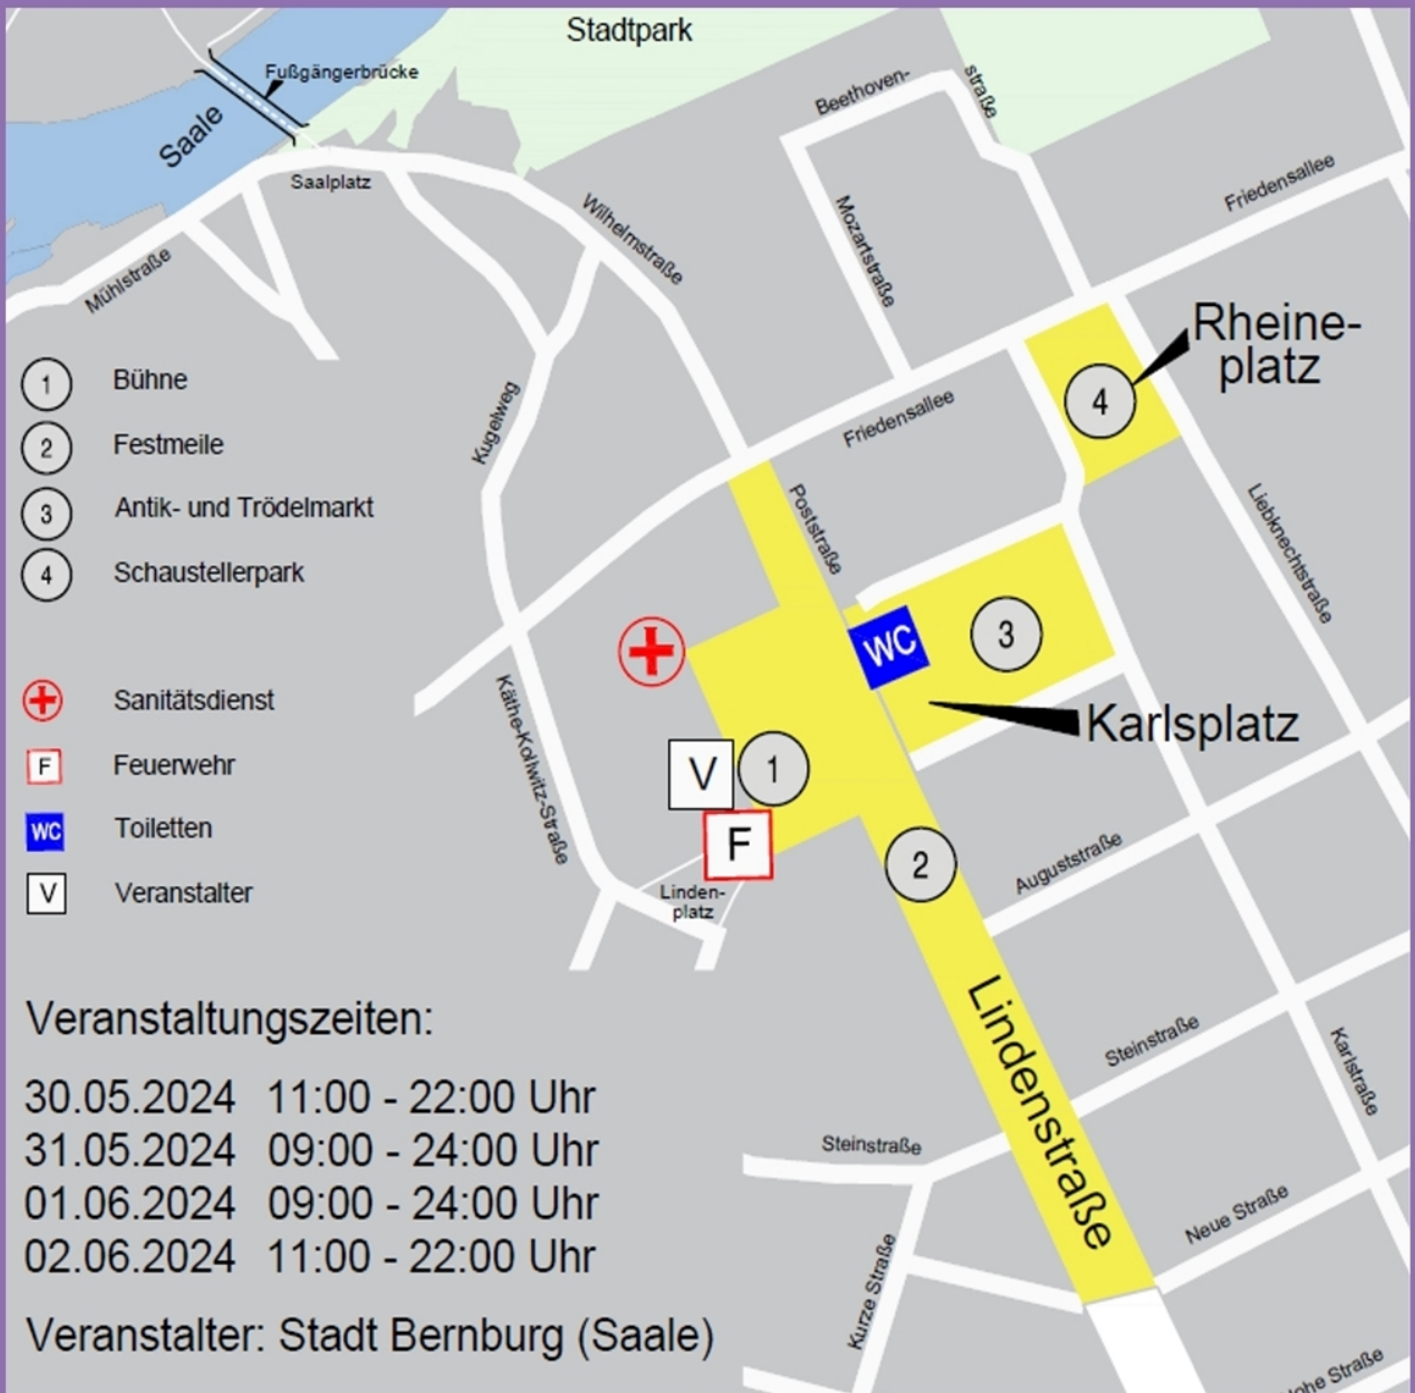 Stadtpark
Fußgängerbrücke
Saale
Saalplatz
Mühlstraße
Wilhelmstraße
Beethoven-
straße
Mozartstraße
Friedensallee
Rheine-
platz
4
Friedensallee
Kugelweg
Poststraße
Liebknechtstraße
1 Bühne
2 Festmeile
3 Antik- und Trödelmarkt
4 Schaustellerpark
Sanitätsdienst
F Feuerwehr
WC Toiletten
V Veranstalter
WC
3
Karlsplatz
Käthe-Kollwitz-Straße
V
1
F
2
Linden-
platz
Auguststraße
Lindenstraße
Steinstraße
Karlstraße
Steinstraße
Neue Straße
Kurze Straße
Veranstaltungszeiten:
30.05.2024 11:00 - 22:00 Uhr
31.05.2024 09:00 - 24:00 Uhr
01.06.2024 09:00 - 24:00 Uhr
02.06.2024 11:00 - 22:00 Uhr
Veranstalter: Stadt Bernburg (Saale)
ohe Straße